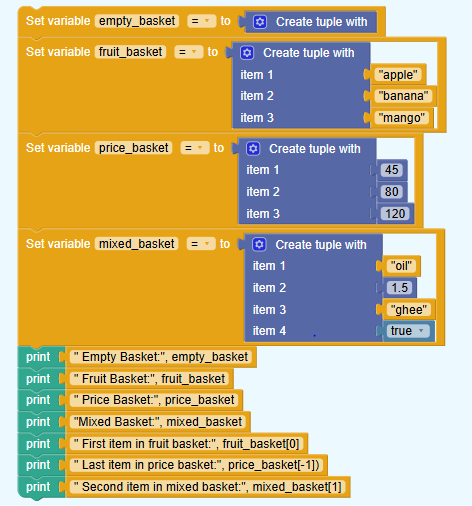 Set variable empty_basket = to Create tuple with
Set variable fruit_basket = to Create tuple with
item 1 "apple"
item 2 "banana"
item 3 "mango"
Set variable price_basket = to Create tuple with
item 1 45
item 2 80
item 3 120
Set variable mixed_basket = to Create tuple with
item 1 "oil"
item 2 1.5
item 3 "ghee"
item 4 true
print " Empty Basket:", empty_basket
print " Fruit Basket:", fruit_basket
print " Price Basket:", price_basket
print "Mixed Basket:", mixed_basket
print " First item in fruit basket:", fruit_basket[0]
print " Last item in price basket:", price_basket[-1])
print " Second item in mixed basket:", mixed_basket[1]